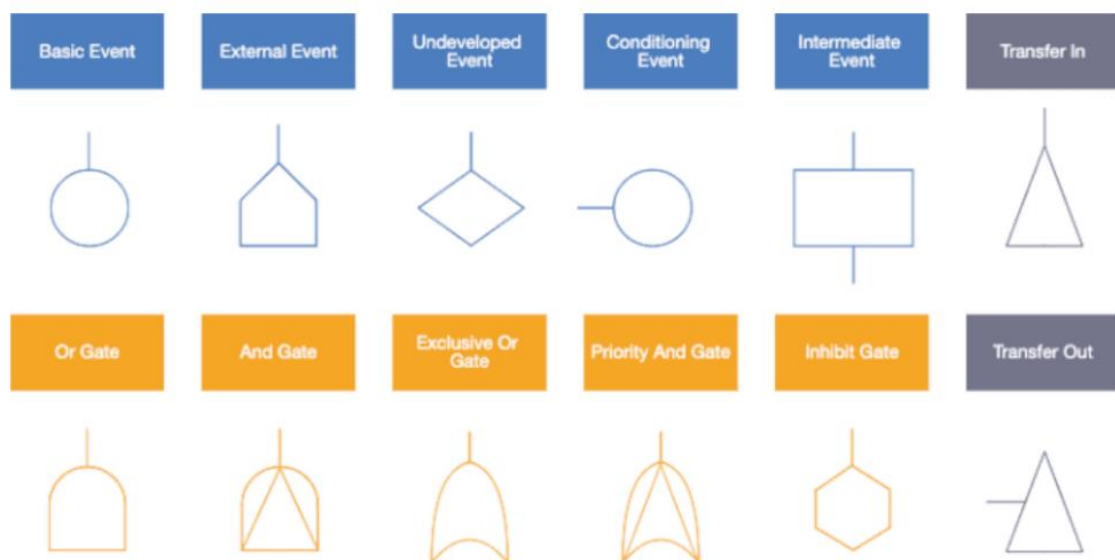 Basic Event
External Event
Undeveloped
Event
Conditioning
Event
Intermediate
Event
Transfer In
Or Gate
And Gate
Exclusive Or
Gate
Priority And Gate
Inhibit Gate
Transfer Out